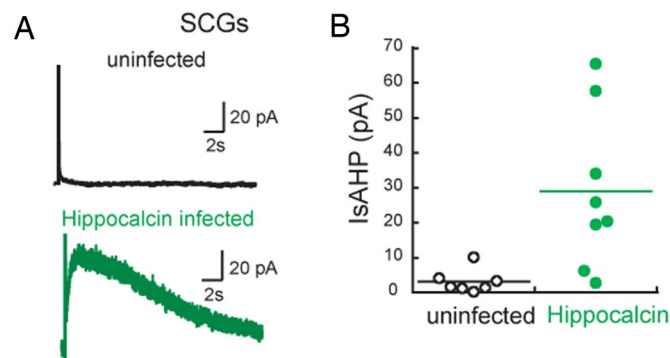 A
SCGs
uninfected
20 pA
2s
Hippocalcin infected
20 pA
2s
B
IsAHP (pA)
70
60
50
40
30
20
10
0
uninfected
Hippocalcin